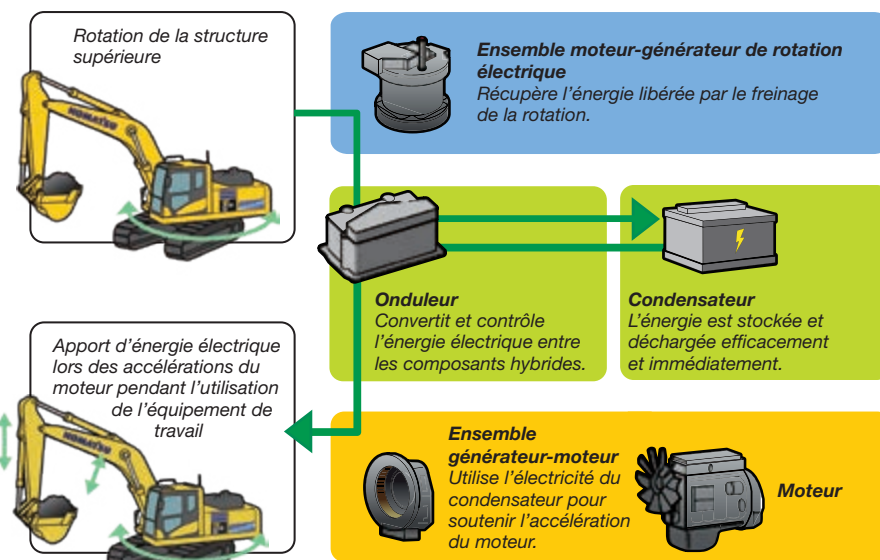 Rotation de la structure
supérieure
KOMATSU
Ensemble moteur-générateur de rotation
électrique
Récupère l’énergie libérée par le freinage
de la rotation.
Onduleur
Convertit et contrôle
l’énergie électrique entre
les composants hybrides.
Condensateur
L’énergie est stockée et
déchargée efficacement
et immédiatement.
Apport d’énergie électrique
lors des accélérations du
moteur pendant l’utilisation
de l’équipement de
travail
KOMATSU
Ensemble
générateur-moteur
Utilise l’électricité du
condensateur pour
soutenir l’accélération
du moteur.
Moteur